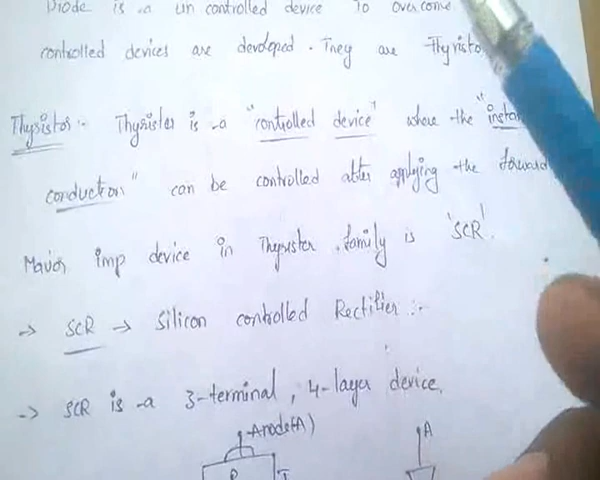 Diode is a un controlled device To overcome
controlled devices are developed. They are Thyristo
Thyristor :- Thyrister is a "controlled device" where the "instan
conduction" can be controlled after applying the forward
Major imp device in Thyrister family is 'SCR'.
→ SCR → Silicon controlled Rectifier :-
→ SCR is a 3-terminal, 4-layer device.
Anode(A)
A
P
J